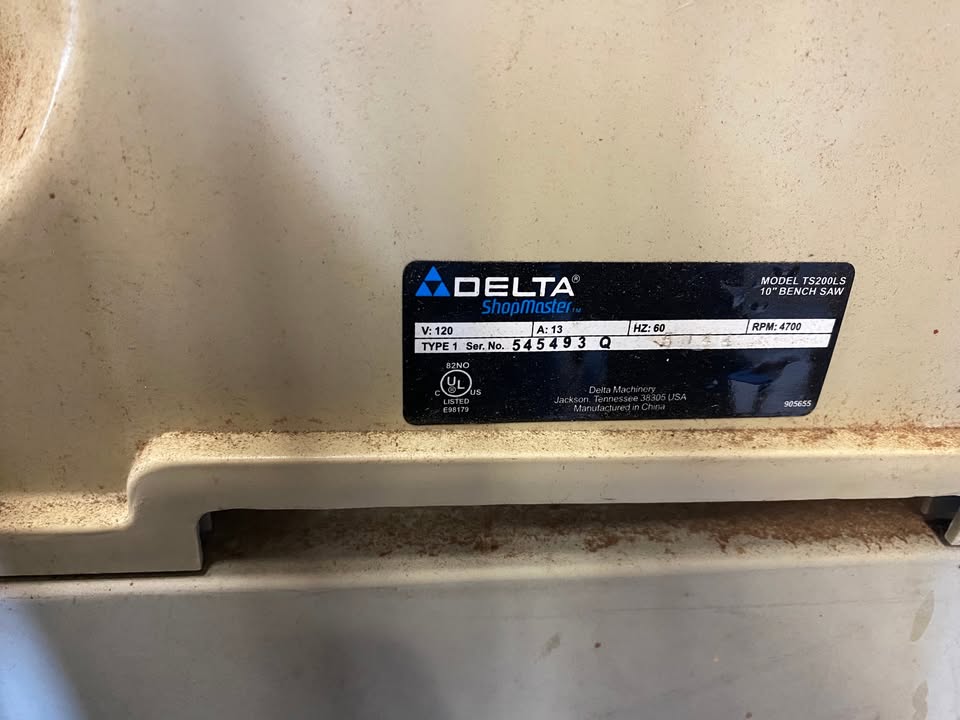 DELTA®
ShopMaster™
MODEL TS200LS
10" BENCH SAW
V: 120 A: 13 HZ: 60 RPM: 4700
TYPE 1 Ser. No. 545493 Q
82NO
C UL ® US
LISTED
E98179
Delta Machinery
Jackson, Tennessee 38305 USA
Manufactured in China
905655